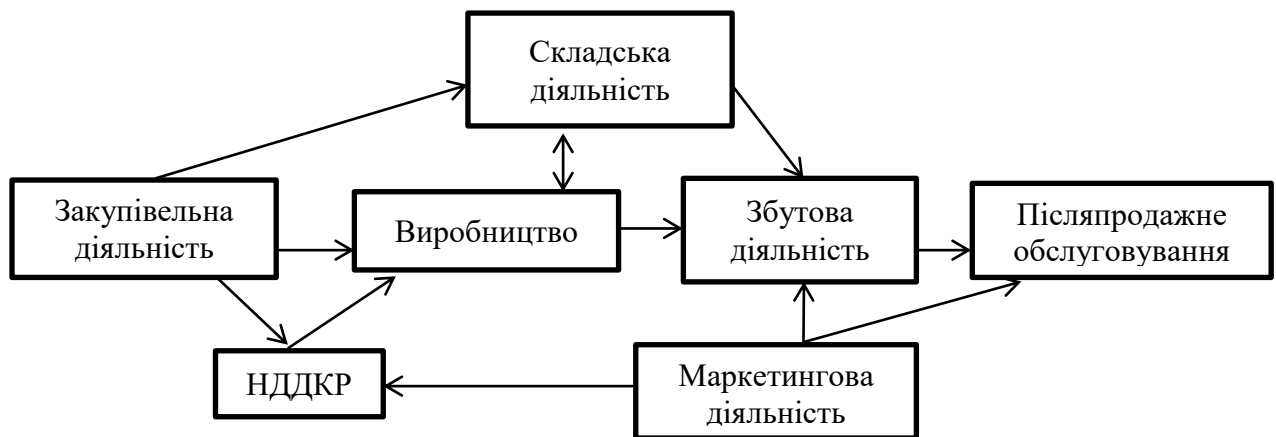 Складська
діяльність
Закупівельна
діяльність
Виробництво
Збутова
діяльність
Післяпродажне
обслуговування
НДДКР
Маркетингова
діяльність